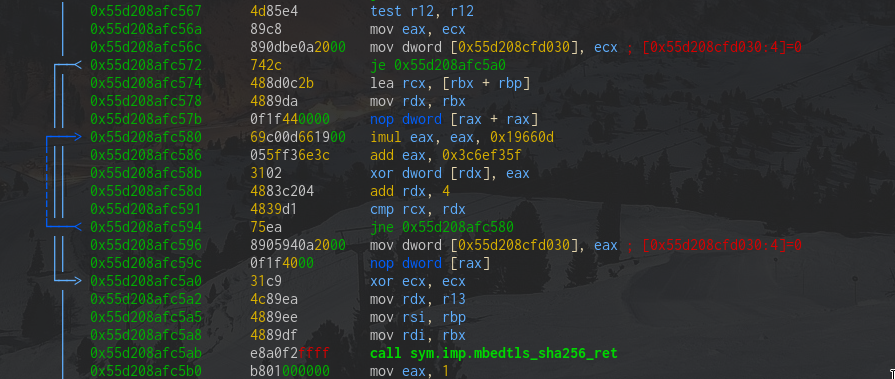 0x55d208afc567 4d85e4 test r12, r12
0x55d208afc56a 89c8 mov eax, ecx
0x55d208afc56c 890dbe0a2000 mov dword [0x55d208cfd030], ecx ; [0x55d208cfd030:4]=0
0x55d208afc572 742c je 0x55d208afc5a0
0x55d208afc574 488d0c2b lea rcx, [rbx + rbp]
0x55d208afc578 4889da mov rdx, rbx
0x55d208afc57b 0f1f440000 nop dword [rax + rax]
0x55d208afc580 69c00d661900 imul eax, eax, 0x19660d
0x55d208afc586 055ff36e3c add eax, 0x3c6ef35f
0x55d208afc58b 3102 xor dword [rdx], eax
0x55d208afc58d 4883c204 add rdx, 4
0x55d208afc591 4839d1 cmp rcx, rdx
0x55d208afc594 75ea jne 0x55d208afc580
0x55d208afc596 8905940a2000 mov dword [0x55d208cfd030], eax ; [0x55d208cfd030:4]=0
0x55d208afc59c 0f1f4000 nop dword [rax]
0x55d208afc5a0 31c9 xor ecx, ecx
0x55d208afc5a2 4c89ea mov rdx, r13
0x55d208afc5a5 4889ee mov rsi, rbp
0x55d208afc5a8 4889df mov rdi, rbx
0x55d208afc5ab e8a0f2ffff call sym.imp.mbedtls_sha256_ret
0x55d208afc5b0 b801000000 mov eax, 1